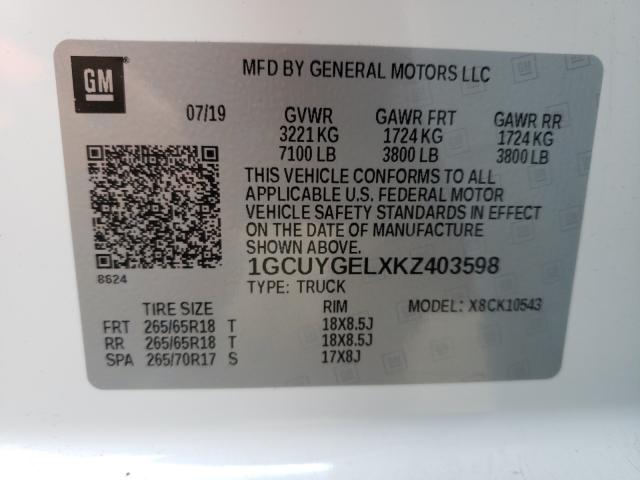 GM
MFD BY GENERAL MOTORS LLC
07/19 GVWR GAWR FRT GAWR RR
3221 KG 1724 KG 1724 KG
7100 LB 3800 LB 3800 LB
THIS VEHICLE CONFORMS TO ALL
APPLICABLE U.S. FEDERAL MOTOR
VEHICLE SAFETY STANDARDS IN EFFECT
ON THE DATE OF MANUFACTURE
SHOWN ABOVE.
1GCUYGELXKZ403598
8624
TYPE: TRUCK
TIRE SIZE RIM MODEL: X8CK10543
FRT 265/65R18 T 18X8.5J
RR 265/65R18 T 18X8.5J
SPA 265/70R17 S 17X8J